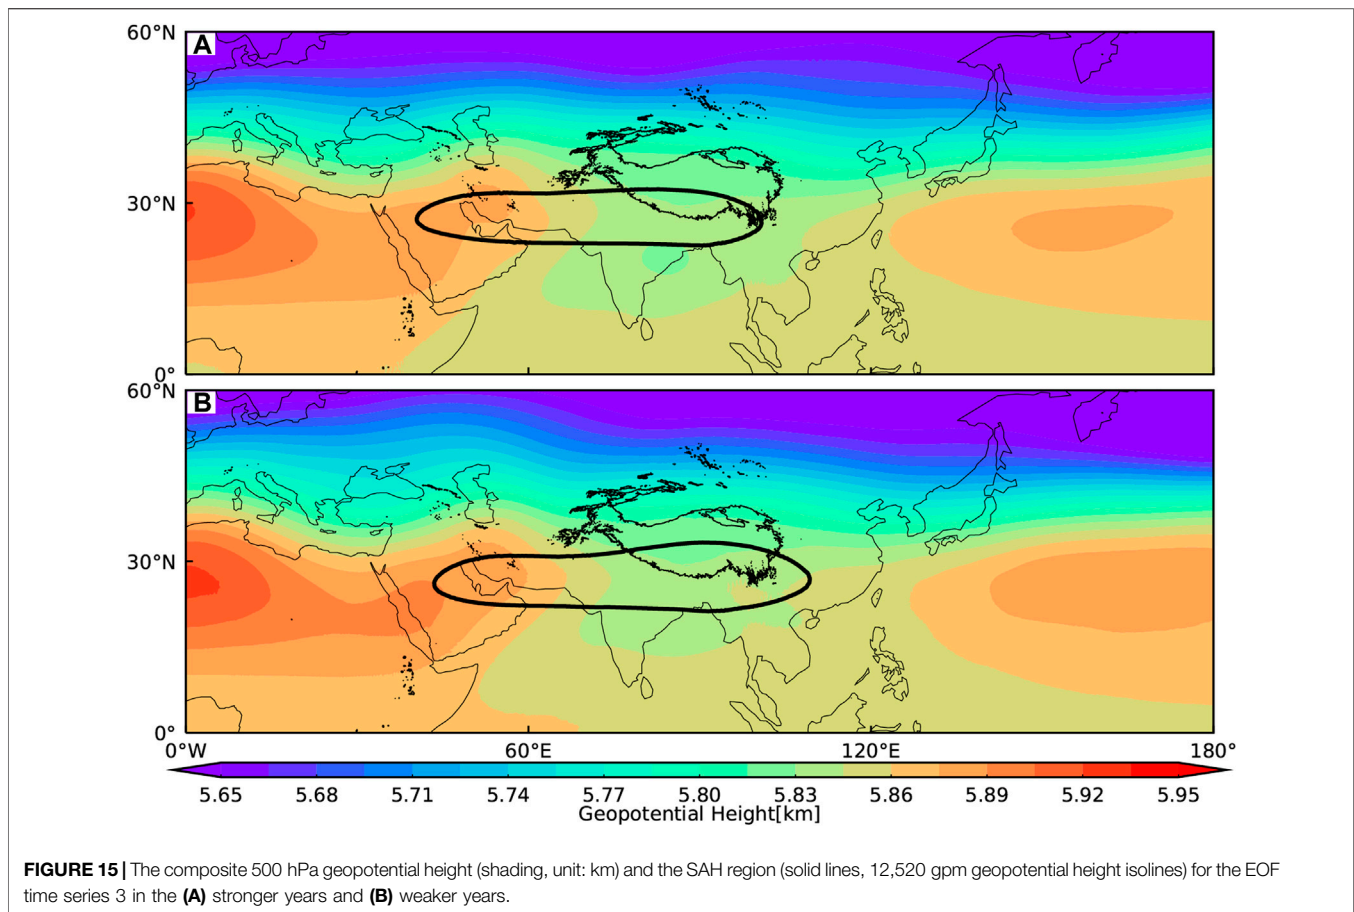 60°N
A
30°N
0°
60°N
B
30°N
0°
0°W 60°E 120°E 180°
5.65 5.68 5.71 5.74 5.77 5.80 5.83 5.86 5.89 5.92 5.95
Geopotential Height[km]
FIGURE 15 | The composite 500 hPa geopotential height (shading, unit: km) and the SAH region (solid lines, 12,520 gpm geopotential height isolines) for the EOF
time series 3 in the (A) stronger years and (B) weaker years.